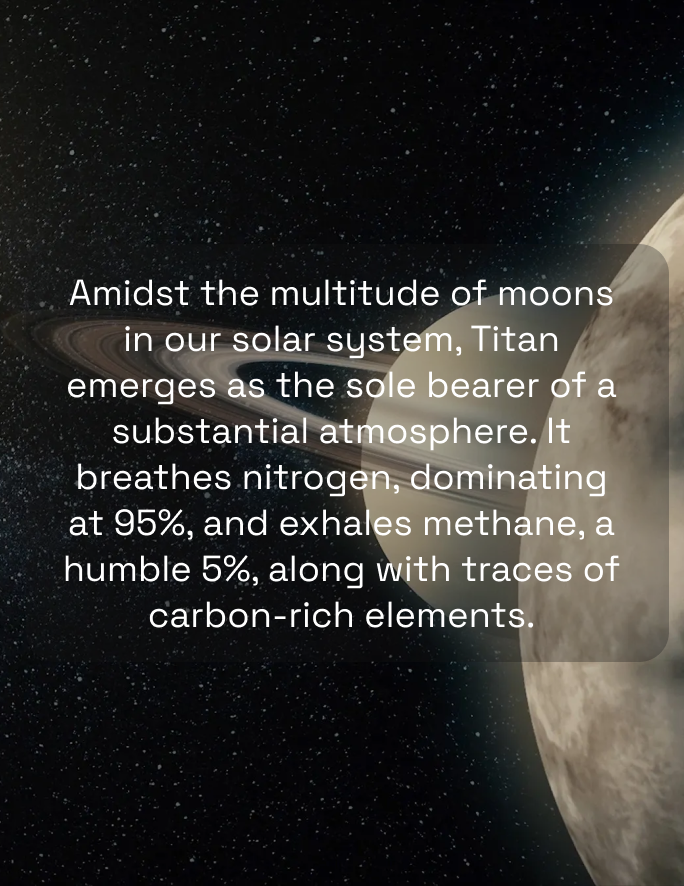 Amidst the multitude of moons
in our solar system, Titan
emerges as the sole bearer of a
substantial atmosphere. It
breathes nitrogen, dominating
at 95%, and exhales methane, a
humble 5%, along with traces of
carbon-rich elements.